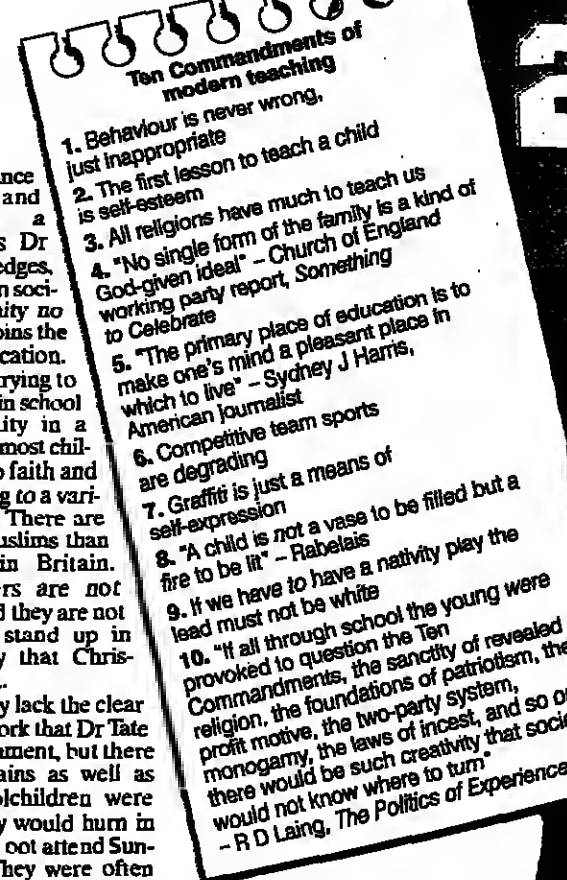 Ten Commandments of
modern teaching
1. Behaviour is never wrong,
just inappropriate
2. The first lesson to teach a child
is self-esteem
3. All religions have much to teach us
4. "No single form of the family is a kind of
God-given ideal" – Church of England
working party report, Something
to Celebrate
5. "The primary place of education is to
make one's mind a pleasant place in
which to live" – Sydney J Harris,
American journalist
6. Competitive team sports
are degrading
7. Graffiti is just a means of
self-expression
8. "A child is not a vase to be filled but a
fire to be lit" – Rabelais
9. If we have to have a nativity play the
lead must not be white
10. "If all through school the young were
provoked to question the Ten
Commandments, the sanctity of revealed
religion, the foundations of patriotism, the
profit motive, the two-party system,
monogamy, the laws of incest, and so on
there would be such creativity that socie
would not know where to turn"
– R D Laing, The Politics of Experience
nce
and
a
s Dr
edges,
n soci-
nity no
pins the
cation.
rying to
in school
lity in a
most chil-
o faith and
g to a vari-
There are
uslims than
in Britain.
rs are not
d they are not
stand up in
y that Chris-
y lack the clear
ork that Dr Tate
ament, but there
ains as well as
olchildren were
y would hum in
oot attend Sun-
They were often
2